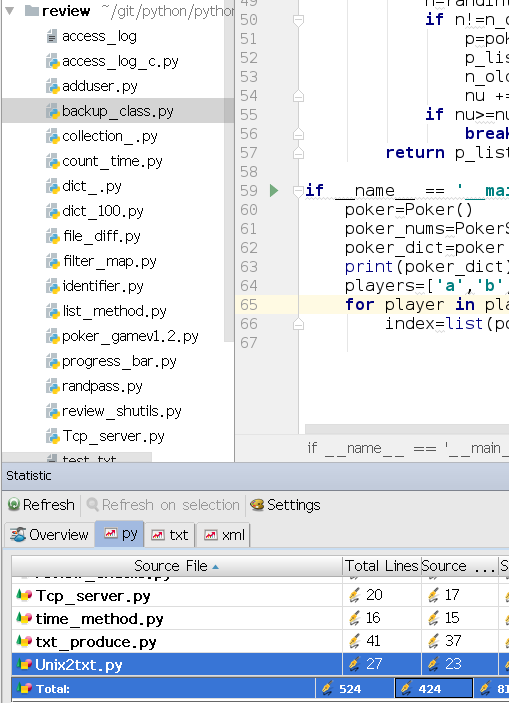 review ~/git/python/python
access_log
access_log_c.py
adduser.py
backup_class.py
collection_.py
count_time.py
dict_.py
dict_100.py
file_diff.py
filter_map.py
identifier.py
list_method.py
poker_gamev1.2.py
progress_bar.py
randpass.py
review_shutils.py
Tcp_server.py
test.txt
49 n=randint
50 if n!=n_o
51 p=pok
52 p_lis
53 n_old
54 nu +=
55 if nu>=nu
56 break
57 return p_list
58
59 if __name__ == '__mai
60 poker=Poker()
61 poker_nums=PokerS
62 poker_dict=poker
63 print(poker_dict)
64 players=['a','b',
65 for player in pla
66 index=list(po
67
if __name__ == '__main_
Statistic
Refresh Refresh on selection Settings
Overview py txt xml
Source File Total Lines Source ...
Tcp_server.py 20 17
time_method.py 16 15
txt_produce.py 41 37
Unix2txt.py 27 23
Total: 524 424 81